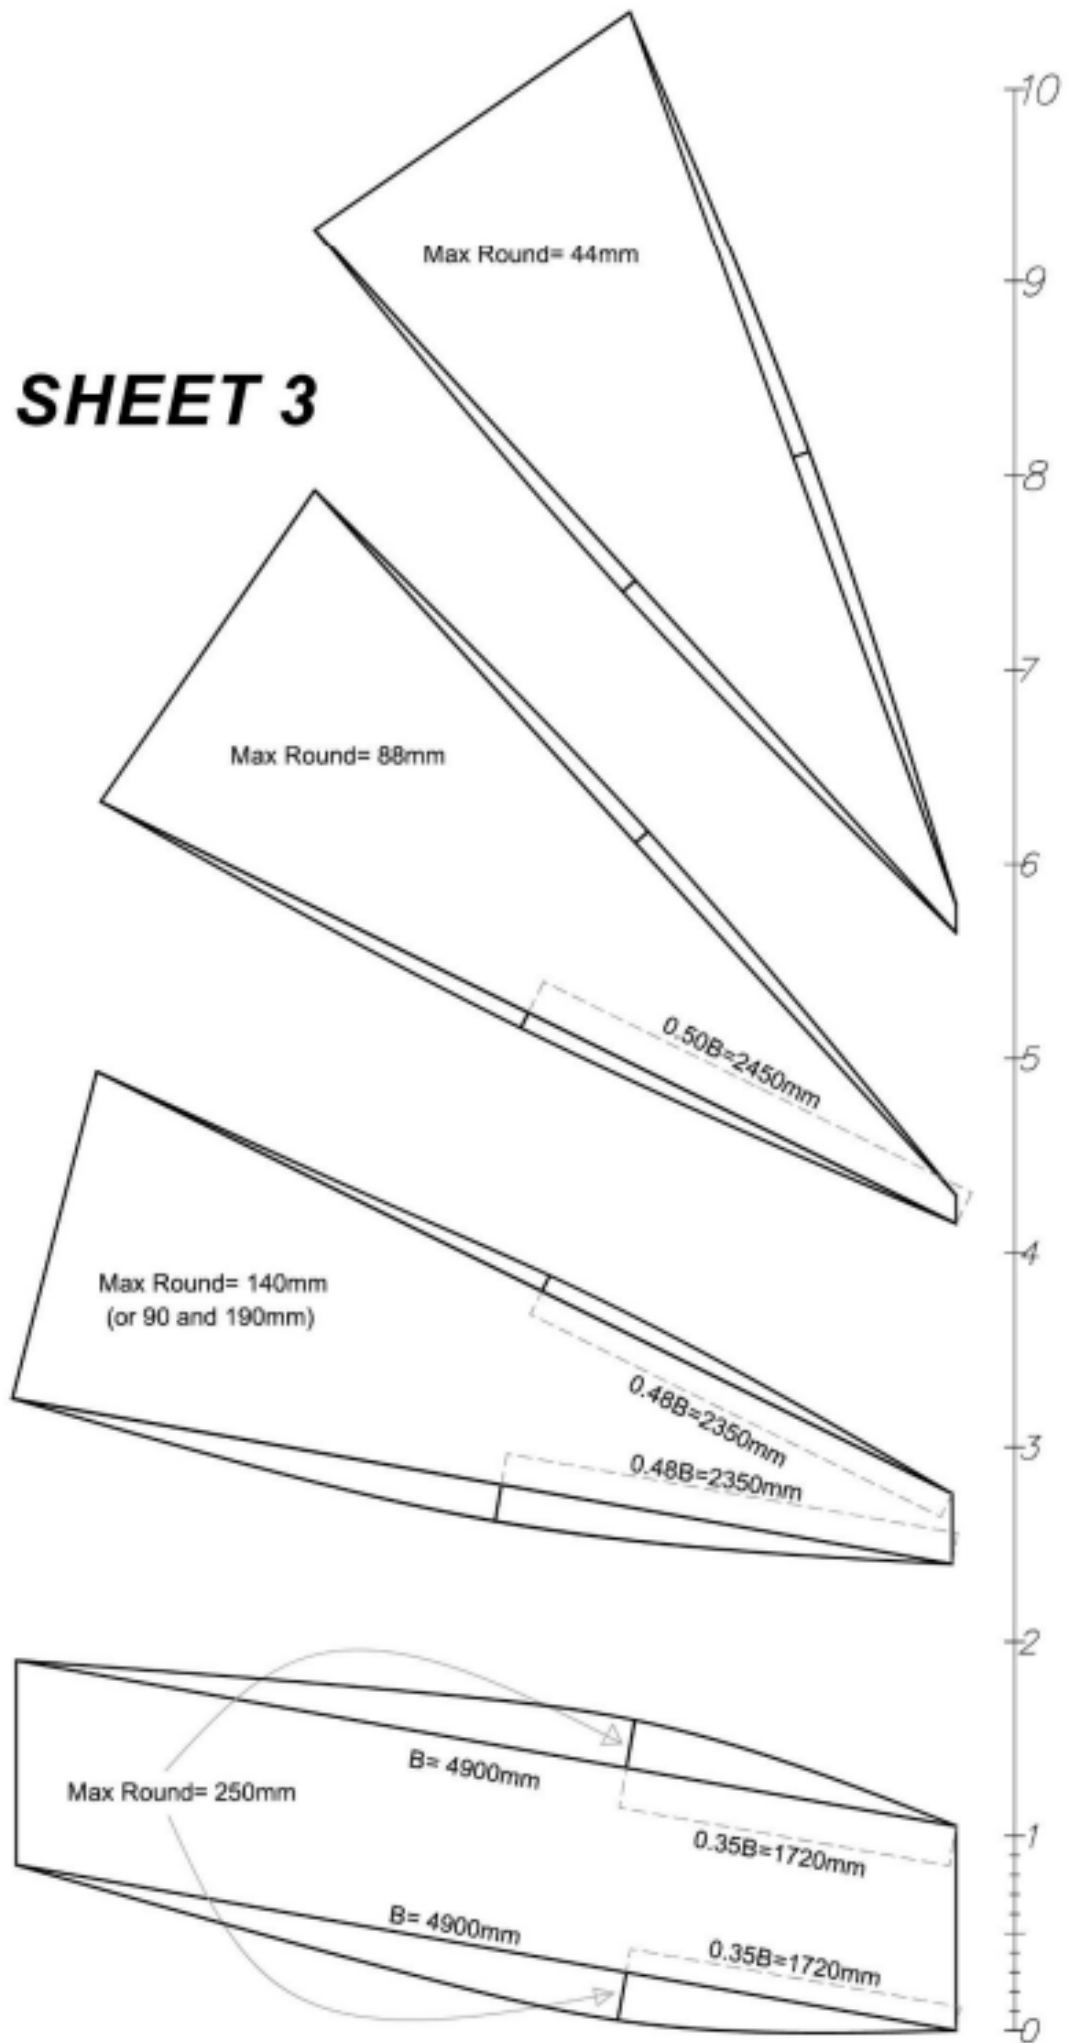 10
Max Round= 44mm
9
SHEET 3
8
7
Max Round= 88mm
6
0.50B=2450mm
5
4
Max Round= 140mm
(or 90 and 190mm)
0.48B=2350mm
3
0.48B=2350mm
2
B= 4900mm
Max Round= 250mm
1
0.35B=1720mm
B= 4900mm
0.35B=1720mm
0